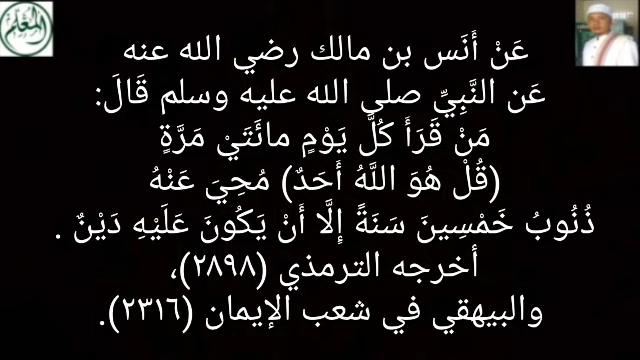 المعلم
عَنْ أَنَس بن مالك رضي الله عنه
عَن النَّبِيِّ صلى الله عليه وسلم قَالَ:
مَنْ قَرَأَ كُلَّ يَوْمٍ مائَتَيْ مَرَّةٍ
(قُلْ هُوَ اللَّهُ أَحَدٌ) مُحِيَ عَنْهُ
ذُنُوبُ خَمْسِينَ سَنَةً إِلَّا أَنْ يَكُونَ عَلَيْهِ دَيْنٌ .
أخرجه الترمذي (٢٨٩٨)،
والبيهقي في شعب الإيمان (٢٣١٦).